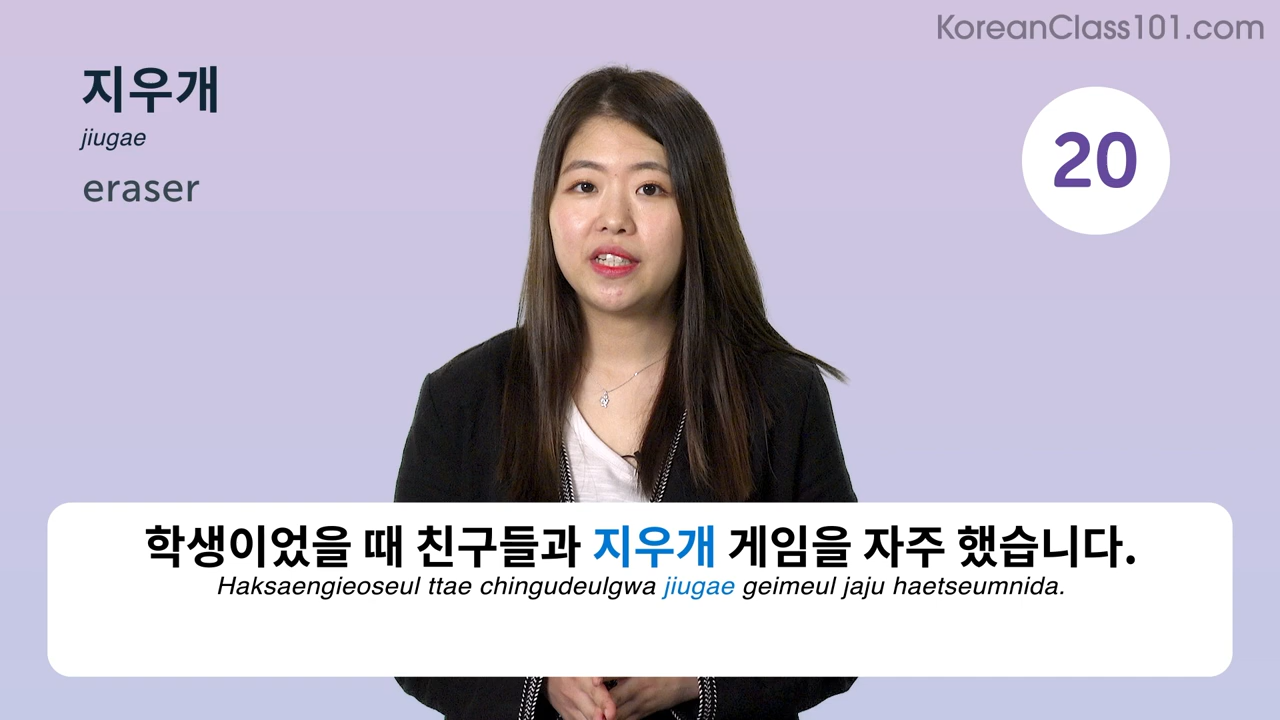 KoreanClass101.com
지우개
jiugae
eraser
20
학생이었을 때 친구들과 지우개 게임을 자주 했습니다.
Haksaengieoseul ttae chingudeulgwa jiugae geimeul jaju haetseumnida.